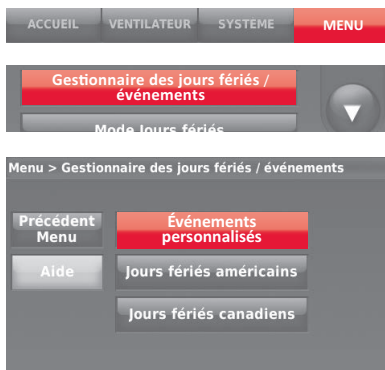 ACCUEIL VENTILATEUR SYSTEME MENU
Gestionnaire des jours fériés /
événements
Mode Jours fériés
Menu > Gestionnaire des jours fériés / événements
Précédent
Menu
Événements
personnalisés
Aide
Jours fériés américains
Jours fériés canadiens